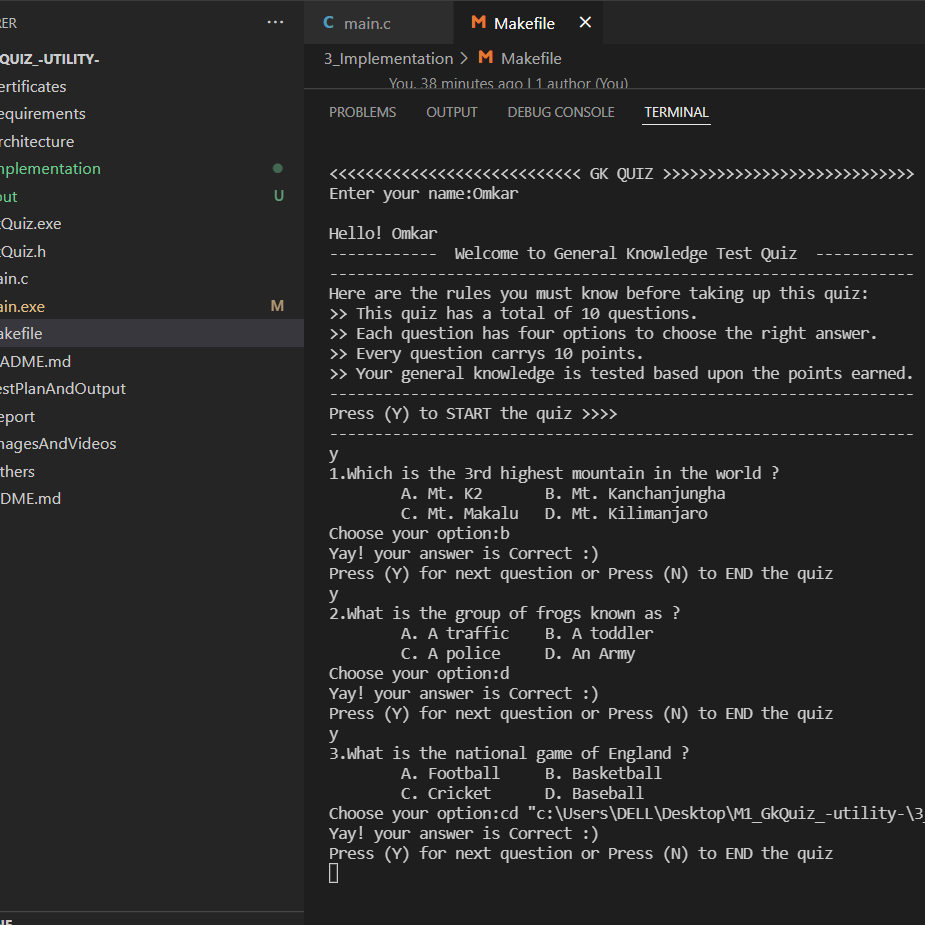 RER ···
QUIZ_-UTILITY-
ertificates
equirements
rchitecture
mplementation
out U
Quiz.exe
Quiz.h
ain.c
ain.exe M
akefile
ADME.md
estPlanAndOutput
eport
magesAndVideos
thers
DME.md
C main.c M Makefile ×
3_Implementation > M Makefile
You, 38 minutes ago | 1 author (You)
PROBLEMS OUTPUT DEBUG CONSOLE TERMINAL
<<<<<<<<<<<<<<<<<<<<<<<<<<<< GK QUIZ >>>>>>>>>>>>>>>>>>>>>>>>>>>>
Enter your name:Omkar
Hello! Omkar
------------  Welcome to General Knowledge Test Quiz  -----------
-----------------------------------------------------------------
Here are the rules you must know before taking up this quiz:
>> This quiz has a total of 10 questions.
>> Each question has four options to choose the right answer.
>> Every question carrys 10 points.
>> Your general knowledge is tested based upon the points earned.
-----------------------------------------------------------------
Press (Y) to START the quiz >>>>
-----------------------------------------------------------------
y
1.Which is the 3rd highest mountain in the world ?
A. Mt. K2 B. Mt. Kanchanjungha
C. Mt. Makalu D. Mt. Kilimanjaro
Choose your option:b
Yay! your answer is Correct :)
Press (Y) for next question or Press (N) to END the quiz
y
2.What is the group of frogs known as ?
A. A traffic B. A toddler
C. A police D. An Army
Choose your option:d
Yay! your answer is Correct :)
Press (Y) for next question or Press (N) to END the quiz
y
3.What is the national game of England ?
A. Football B. Basketball
C. Cricket D. Baseball
Choose your option:cd "c:\Users\DELL\Desktop\M1_GkQuiz_-utility-\3_
Yay! your answer is Correct :)
Press (Y) for next question or Press (N) to END the quiz